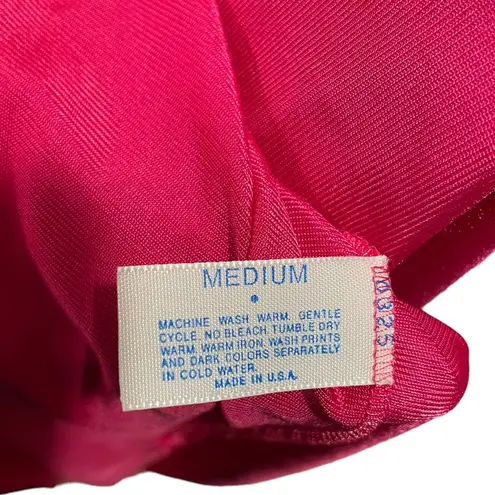 MEDIUM
MACHINE WASH WARM, GENTLE
CYCLE. NO BLEACH. TUMBLE DRY
WARM. WARM IRON. WASH PRINTS
AND DARK COLORS SEPARATELY
IN COLD WATER.
MADE IN U.S.A.